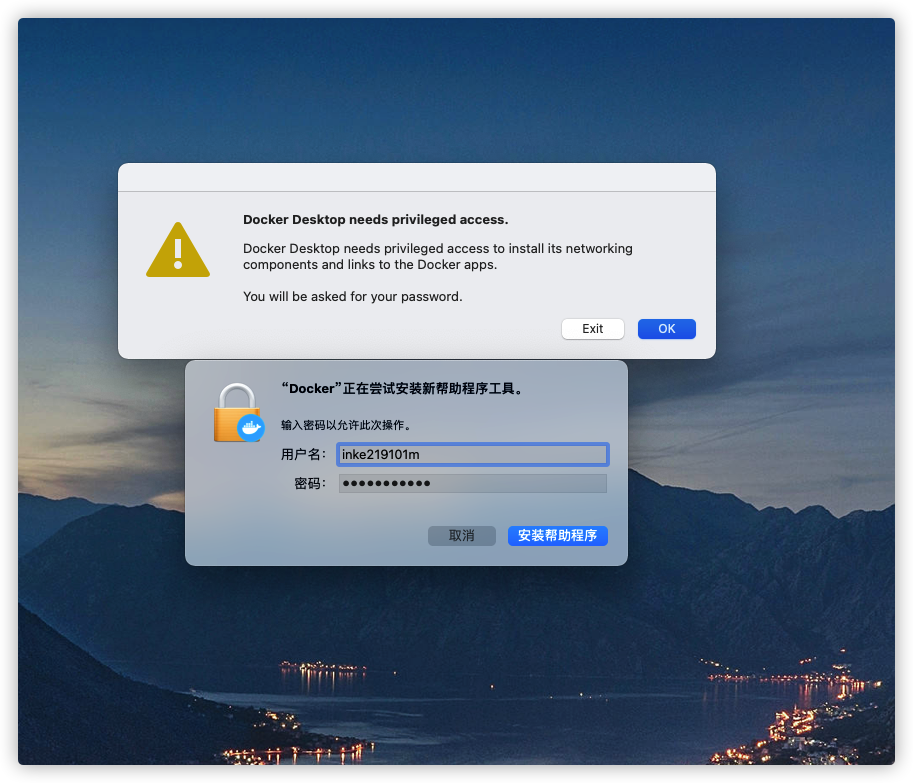 Docker Desktop needs privileged access.
Docker Desktop needs privileged access to install its networking
components and links to the Docker apps.
You will be asked for your password.
Exit
OK
“Docker”正在尝试安装新帮助程序工具。
输入密码以允许此次操作。
用户名: inke219101m
密码: ●●●●●●●●●●●
取消
安装帮助程序